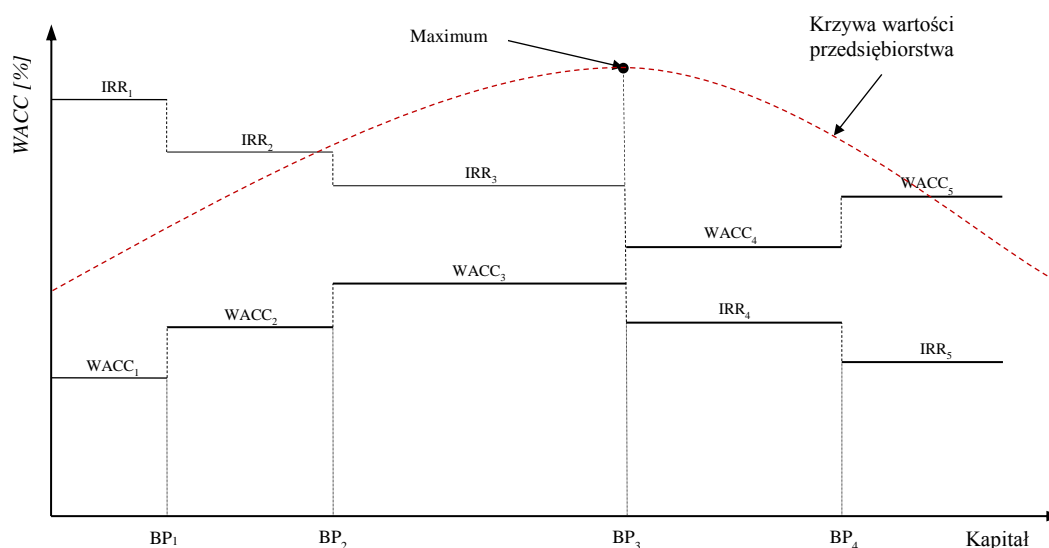 Maximum
Krzywa wartości
przedsiębiorstwa
WACC [%]
IRR₁
IRR₂
IRR₃
WACC₅
WACC₄
WACC₃
WACC₂
IRR₄
IRR₅
WACC₁
BP₁
BP₂
BP₃
BP₄
Kapitał